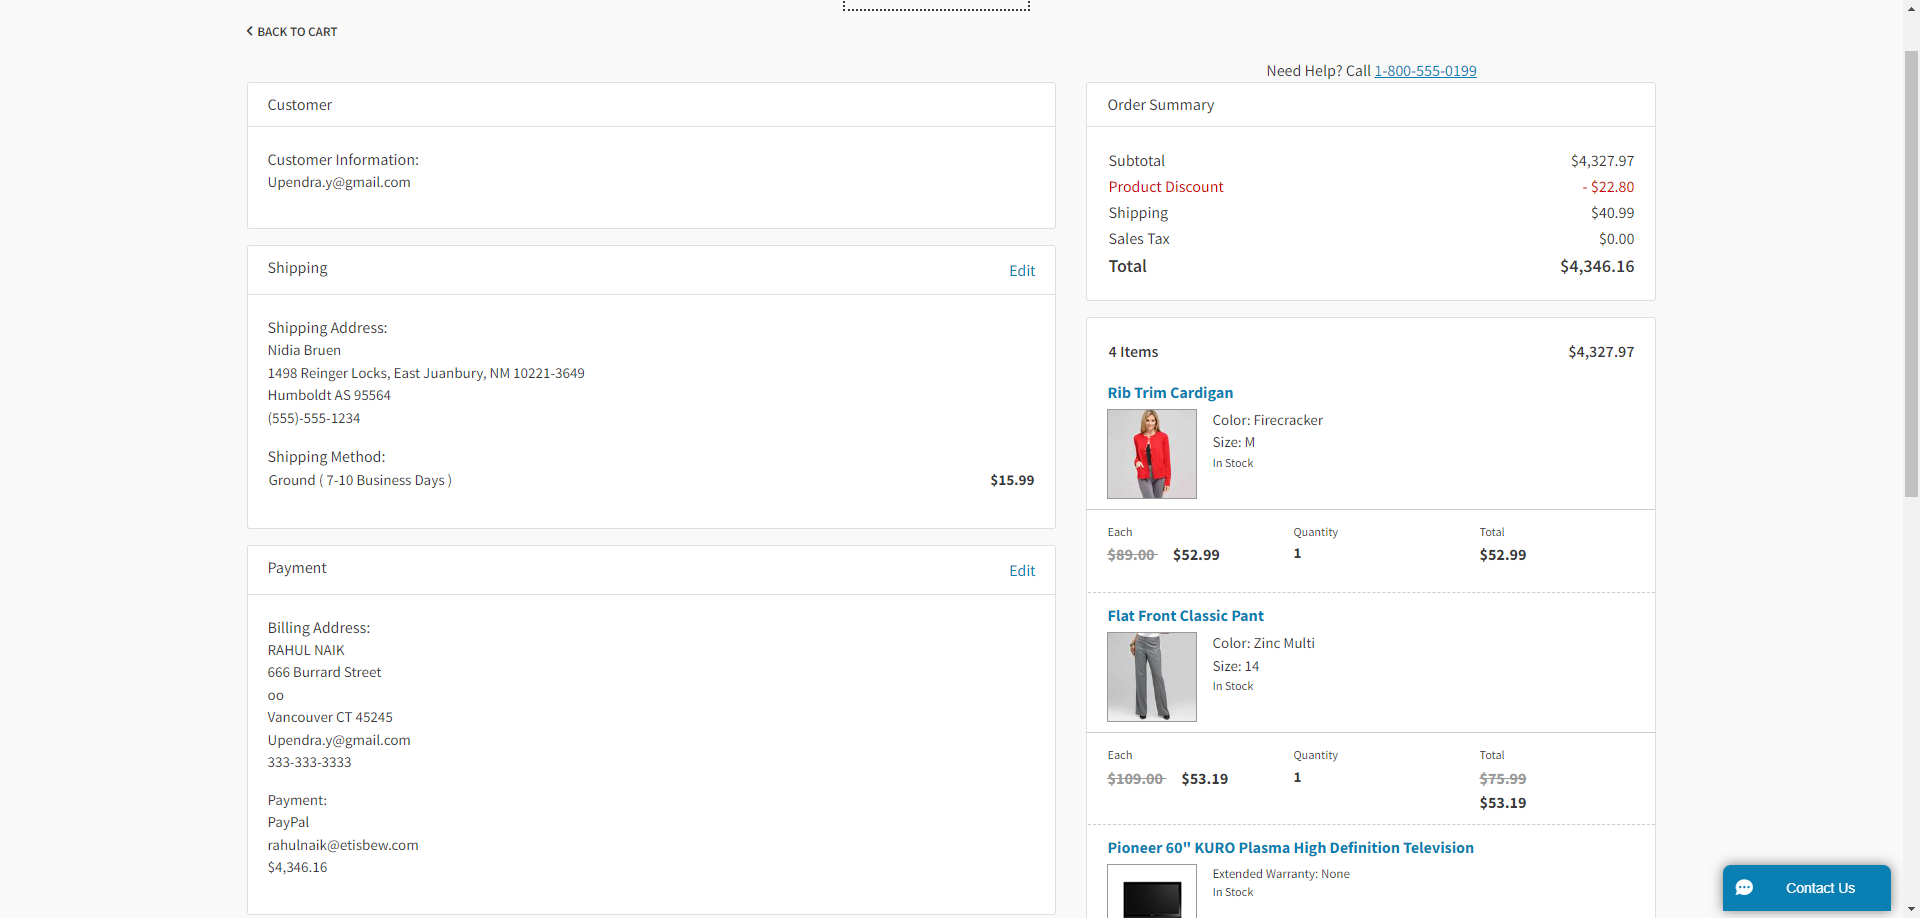 BACK TO CART
Need Help? Call 1-800-555-0199
Customer
Customer Information:
Upendra.y@gmail.com
Shipping
Edit
Shipping Address:
Nidia Bruen
1498 Reinger Locks, East Juanbury, NM 10221-3649
Humboldt AS 95564
(555)-555-1234
Shipping Method:
Ground ( 7-10 Business Days ) $15.99
Payment
Edit
Billing Address:
RAHUL NAIK
666 Burrard Street
oo
Vancouver CT 45245
Upendra.y@gmail.com
333-333-3333
Payment:
PayPal
rahulnaik@etisbew.com
$4,346.16
Order Summary
Subtotal $4,327.97
Product Discount - $22.80
Shipping $40.99
Sales Tax $0.00
Total $4,346.16
4 Items $4,327.97
Rib Trim Cardigan
Color: Firecracker
Size: M
In Stock
Each Quantity Total
$89.00 $52.99 1 $52.99
Flat Front Classic Pant
Color: Zinc Multi
Size: 14
In Stock
Each Quantity Total
$109.00 $53.19 1 $75.99
$53.19
Pioneer 60" KURO Plasma High Definition Television
Extended Warranty: None
In Stock
Contact Us